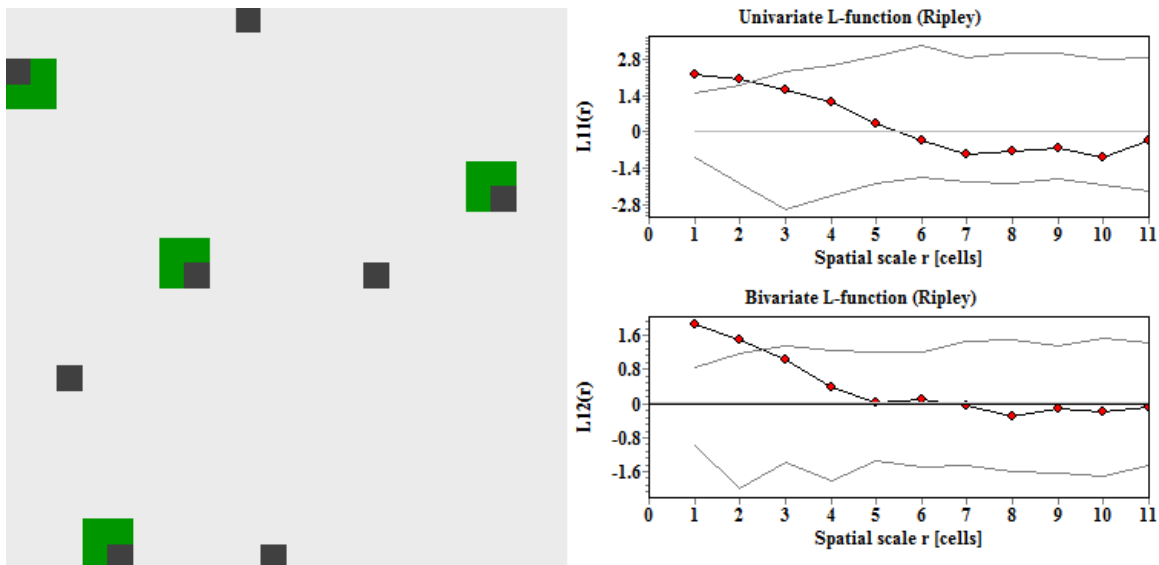 Univariate L-function (Ripley)
L11(r)
2.8
1.4
0
-1.4
-2.8
0 1 2 3 4 5 6 7 8 9 10 11
Spatial scale r [cells]
Bivariate L-function (Ripley)
L12(r)
1.6
0.8
0
-0.8
-1.6
0 1 2 3 4 5 6 7 8 9 10 11
Spatial scale r [cells]